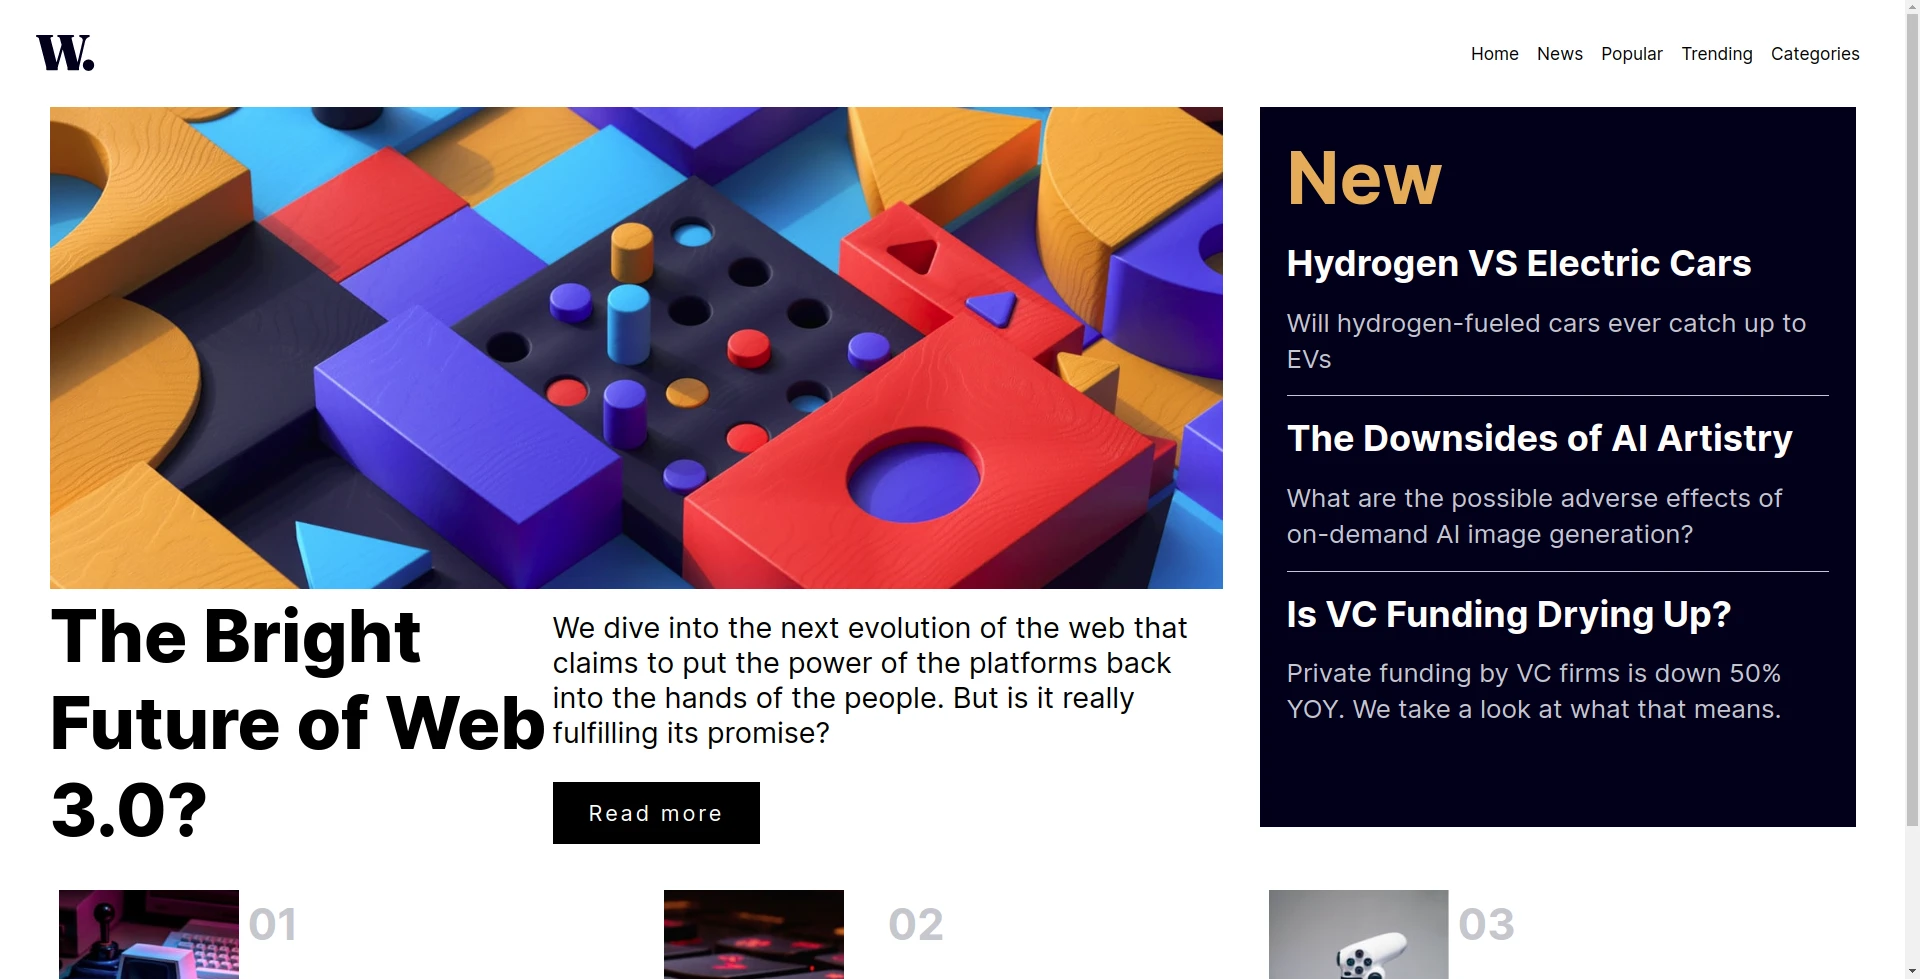 W.
Home News Popular Trending Categories
The Bright
Future of Web
3.0?
We dive into the next evolution of the web that
claims to put the power of the platforms back
into the hands of the people. But is it really
fulfilling its promise?
Read more
New
Hydrogen VS Electric Cars
Will hydrogen-fueled cars ever catch up to
EVs
The Downsides of AI Artistry
What are the possible adverse effects of
on-demand AI image generation?
Is VC Funding Drying Up?
Private funding by VC firms is down 50%
YOY. We take a look at what that means.
01
02
03